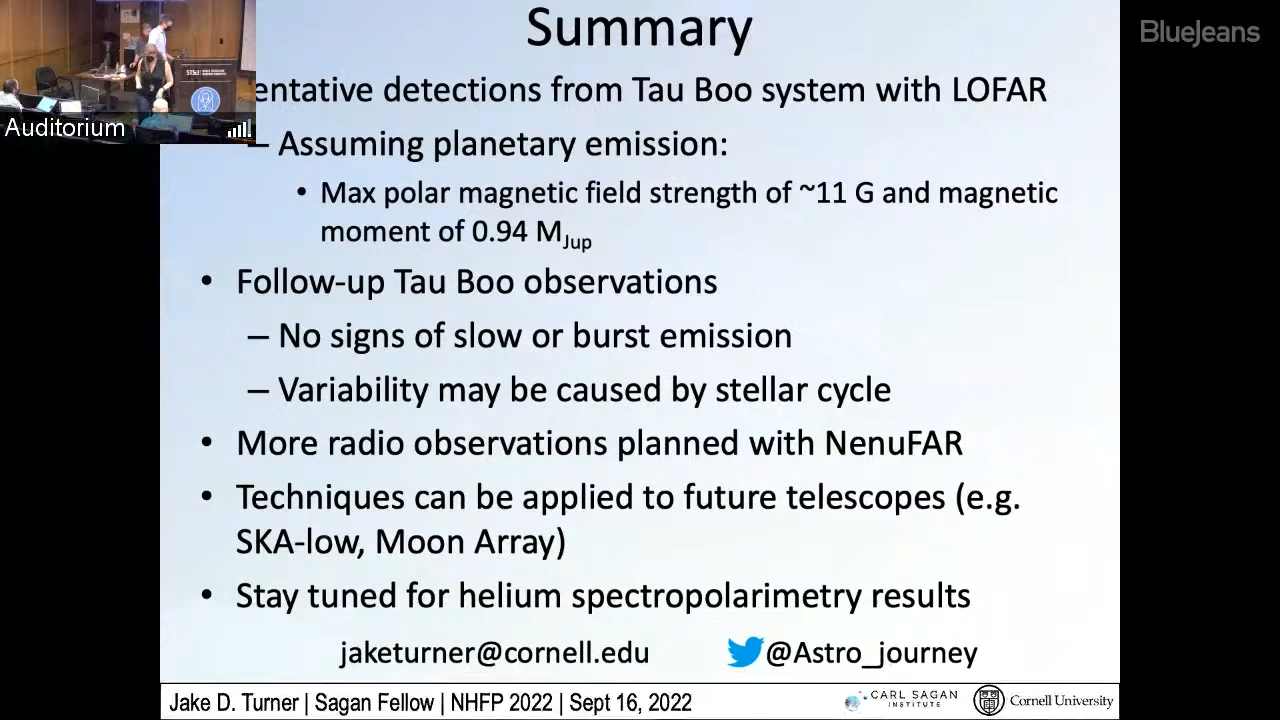 Summary
BlueJeans
entative detections from Tau Boo system with LOFAR
Auditorium
– Assuming planetary emission:
• Max polar magnetic field strength of ~11 G and magnetic
moment of 0.94 MJup
• Follow-up Tau Boo observations
– No signs of slow or burst emission
– Variability may be caused by stellar cycle
• More radio observations planned with NenuFAR
• Techniques can be applied to future telescopes (e.g.
SKA-low, Moon Array)
• Stay tuned for helium spectropolarimetry results
jaketurner@cornell.edu @Astro_journey
Jake D. Turner | Sagan Fellow | NHFP 2022 | Sept 16, 2022
CARL SAGAN
INSTITUTE
Cornell University